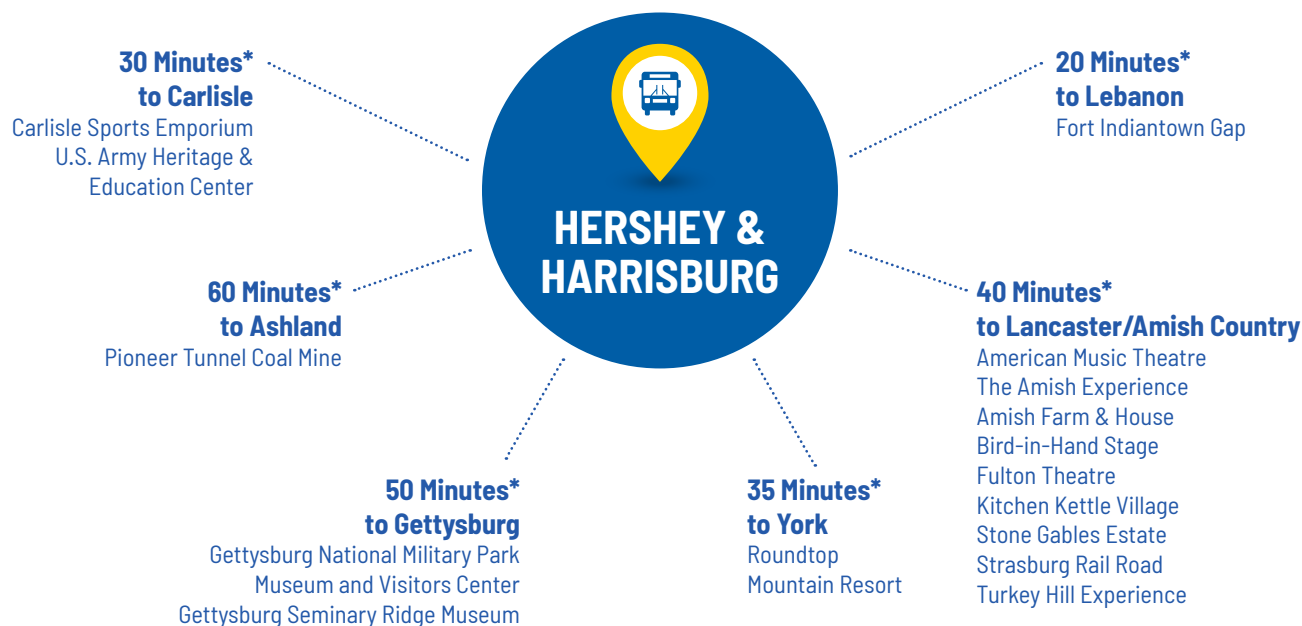 HERSHEY &
HARRISBURG
30 Minutes*
to Carlisle
Carlisle Sports Emporium
U.S. Army Heritage &
Education Center
20 Minutes*
to Lebanon
Fort Indiantown Gap
60 Minutes*
to Ashland
Pioneer Tunnel Coal Mine
40 Minutes*
to Lancaster/Amish Country
American Music Theatre
The Amish Experience
Amish Farm & House
Bird-in-Hand Stage
Fulton Theatre
Kitchen Kettle Village
Stone Gables Estate
Strasburg Rail Road
Turkey Hill Experience
50 Minutes*
to Gettysburg
Gettysburg National Military Park
Museum and Visitors Center
Gettysburg Seminary Ridge Museum
35 Minutes*
to York
Roundtop
Mountain Resort